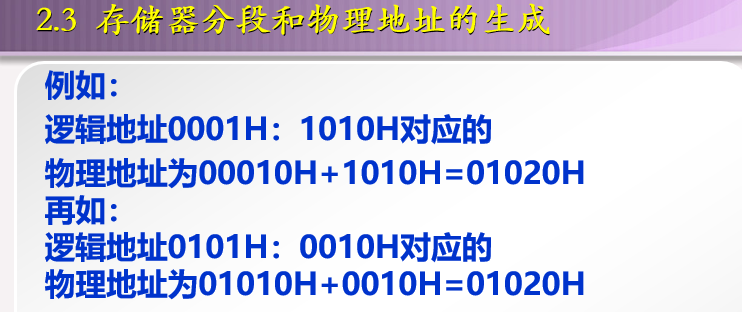 2.3 存储器分段和物理地址的生成
例如：
逻辑地址0001H：1010H对应的
物理地址为00010H+1010H=01020H
再如：
逻辑地址0101H：0010H对应的
物理地址为01010H+0010H=01020H